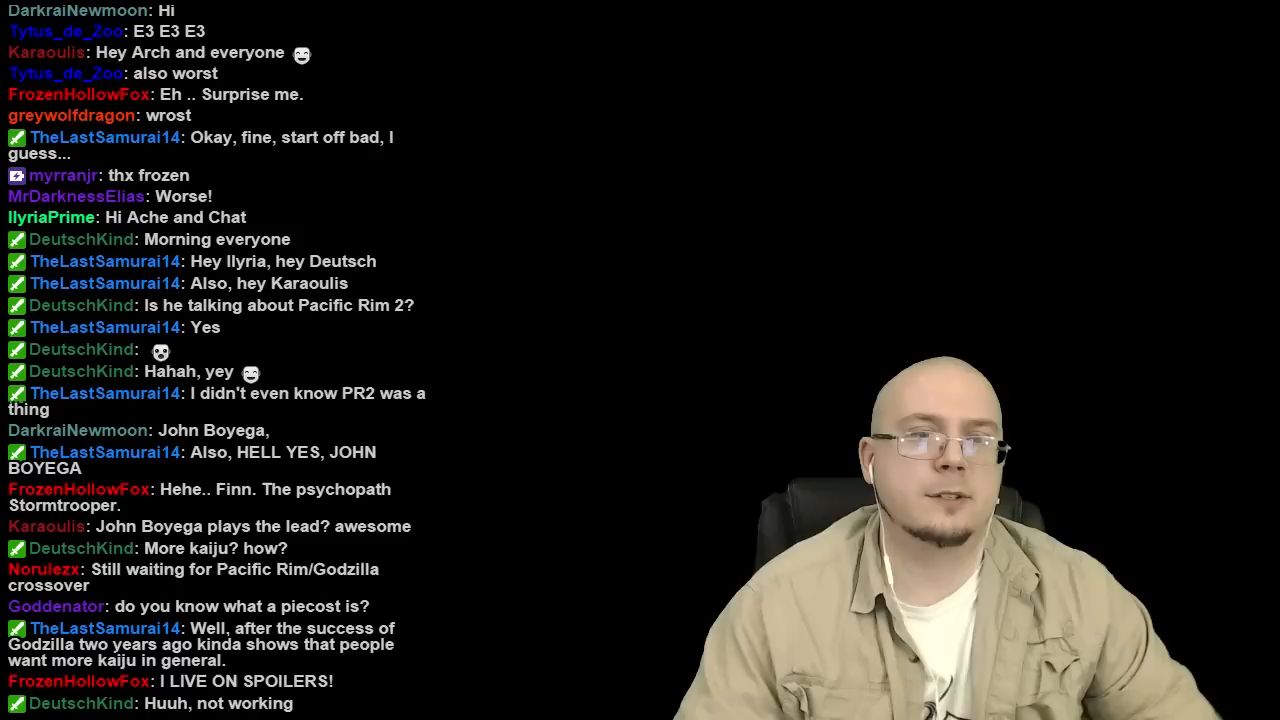 DarkraiNewmoon: Hi
Tytus_de_Zoo: E3 E3 E3
Karaoulis: Hey Arch and everyone
Tytus_de_Zoo: also worst
FrozenHollowFox: Eh .. Surprise me.
greywolfdragon: wrost
TheLastSamurai14: Okay, fine, start off bad, I
guess...
myrranjr: thx frozen
MrDarknessElias: Worse!
IlyriaPrime: Hi Ache and Chat
DeutschKind: Morning everyone
TheLastSamurai14: Hey Ilyria, hey Deutsch
TheLastSamurai14: Also, hey Karaoulis
DeutschKind: Is he talking about Pacific Rim 2?
TheLastSamurai14: Yes
DeutschKind:
DeutschKind: Hahah, yey
TheLastSamurai14: I didn't even know PR2 was a
thing
DarkraiNewmoon: John Boyega,
TheLastSamurai14: Also, HELL YES, JOHN
BOYEGA
FrozenHollowFox: Hehe.. Finn. The psychopath
Stormtrooper.
Karaoulis: John Boyega plays the lead? awesome
DeutschKind: More kaiju? how?
Norulezx: Still waiting for Pacific Rim/Godzilla
crossover
Goddenator: do you know what a piecost is?
TheLastSamurai14: Well, after the success of
Godzilla two years ago kinda shows that people
want more kaiju in general.
FrozenHollowFox: I LIVE ON SPOILERS!
DeutschKind: Huuh, not working